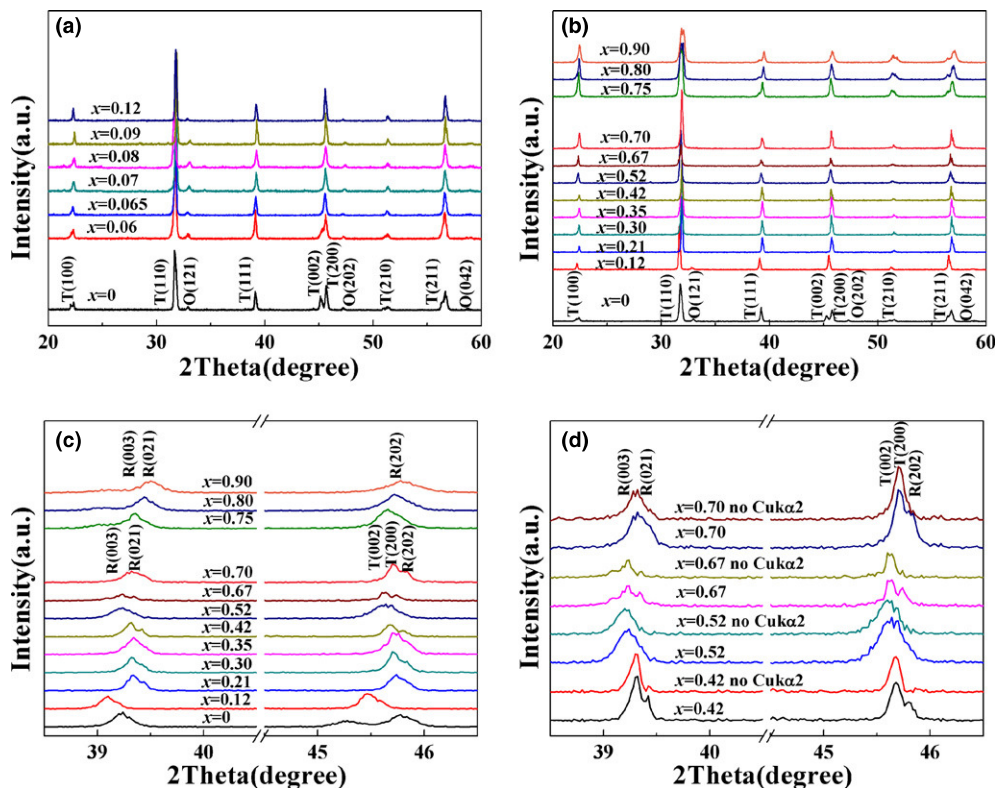 (a)
Intensity(a.u.)
x=0.12
x=0.09
x=0.08
x=0.07
x=0.065
x=0.06
x=0
T(100)
T(110)
O(121)
T(111)
T(002)
T(200)
O(202)
T(210)
T(211)
O(042)
20 30 40 50 60
2Theta(degree)
(b)
Intensity(a.u.)
x=0.90
x=0.80
x=0.75
x=0.70
x=0.67
x=0.52
x=0.42
x=0.35
x=0.30
x=0.21
x=0.12
x=0
T(100)
T(110)
O(121)
T(111)
T(002)
T(200)
O(202)
T(210)
T(211)
O(042)
20 30 40 50 60
2Theta(degree)
(c)
Intensity(a.u.)
R(003)
R(021)
R(202)
x=0.90
x=0.80
x=0.75
R(003)
R(021)
T(002)
T(200)
R(202)
x=0.70
x=0.67
x=0.52
x=0.42
x=0.35
x=0.30
x=0.21
x=0.12
x=0
39 40 45 46
2Theta(degree)
(d)
Intensity(a.u.)
R(003)
R(021)
T(002)
T(200)
R(202)
x=0.70 no Cukα2
x=0.70
x=0.67 no Cukα2
x=0.67
x=0.52 no Cukα2
x=0.52
x=0.42 no Cukα2
x=0.42
39 40 45 46
2Theta(degree)